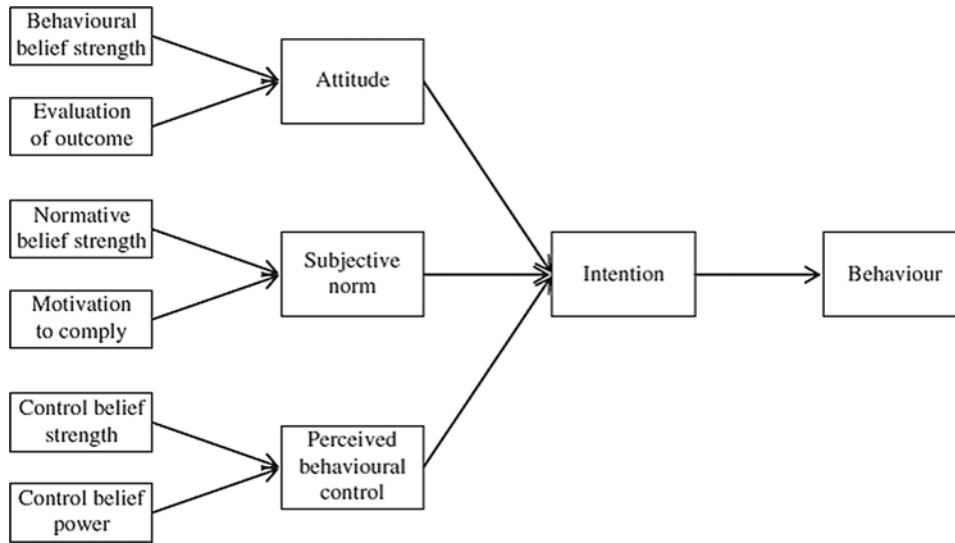 Behavioural
belief strength
Evaluation
of outcome
Attitude
Normative
belief strength
Motivation
to comply
Subjective
norm
Control belief
strength
Control belief
power
Perceived
behavioural
control
Intention
Behaviour